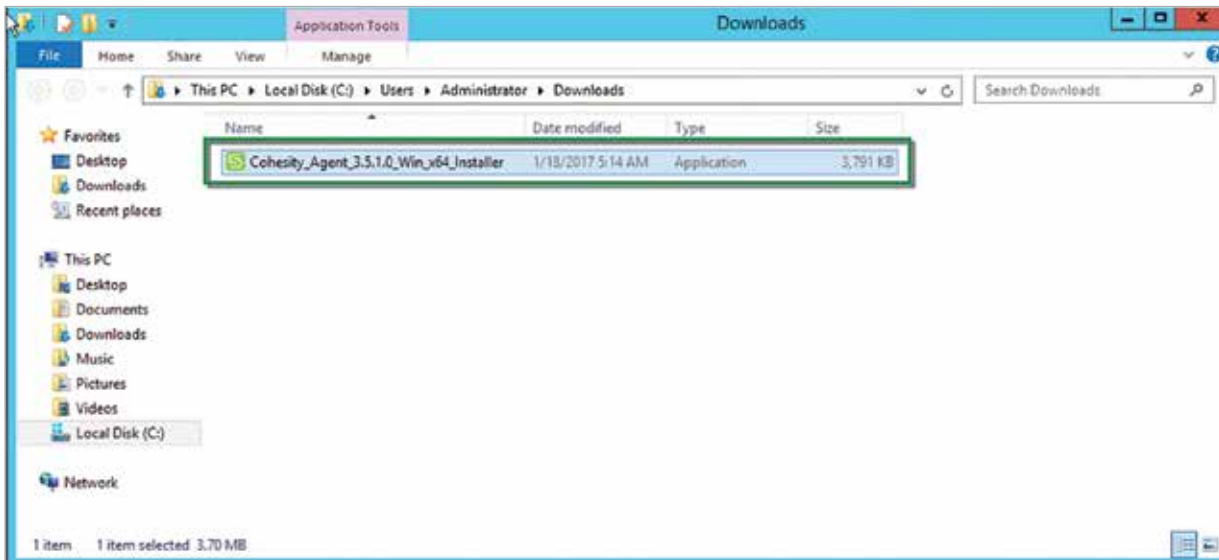 Application Tools
Downloads
File Home Share View Manage
This PC Local Disk (C:) Users Administrator Downloads
Search Downloads
Name Date modified Type Size
Cohesity_Agent_3.5.1.0_Win_x64_Installer 1/18/2017 5:14 AM Application 3,791 KB
Favorites
Desktop
Downloads
Recent places
This PC
Desktop
Documents
Downloads
Music
Pictures
Videos
Local Disk (C:)
Network
1 item 1 item selected 3.70 MB